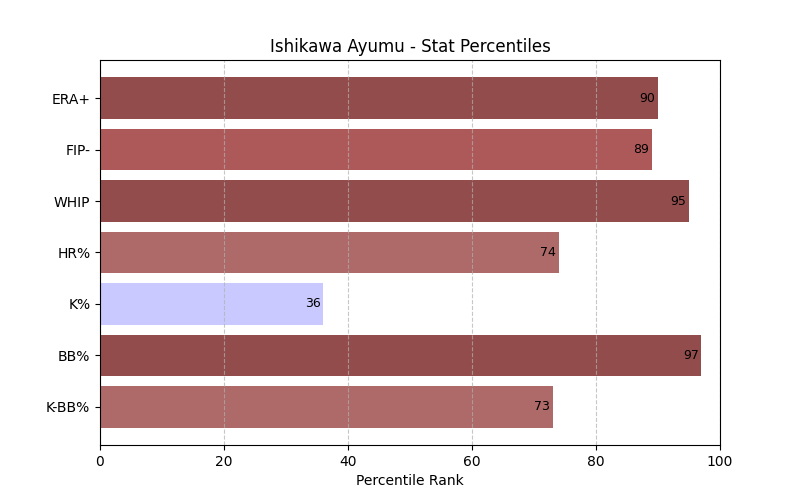 Ishikawa Ayumu - Stat Percentiles
ERA+ 90
FIP- 89
WHIP 95
HR% 74
K% 36
BB% 97
K-BB% 73
0 20 40 60 80 100
Percentile Rank